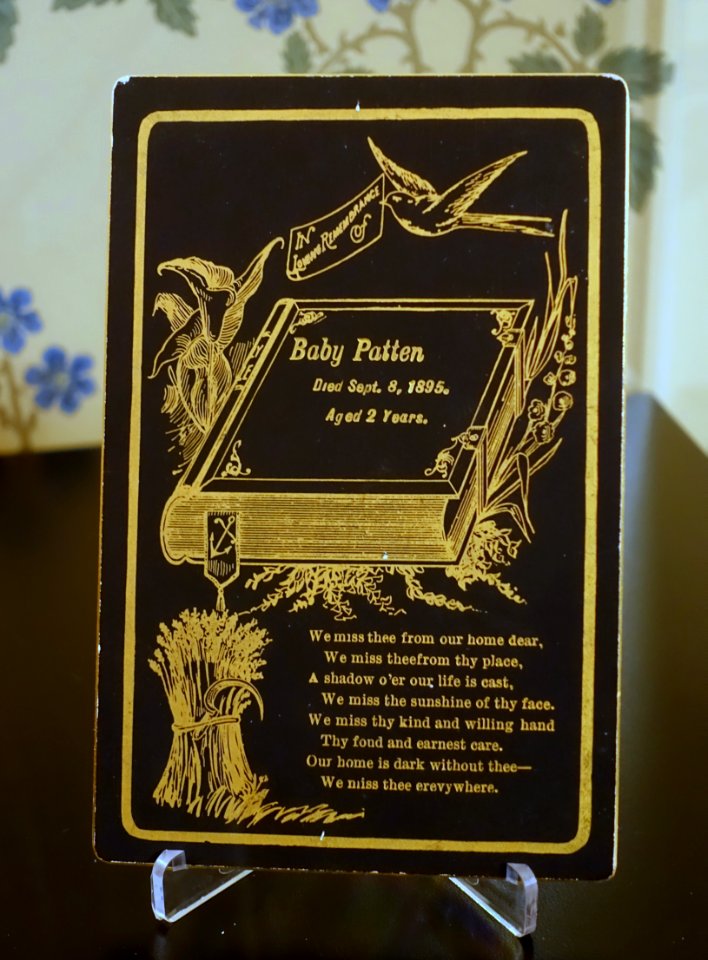 IN
LOVING REMEMBRANCE
OF
Baby Patten
Died Sept. 8, 1895.
Aged 2 Years.
We miss thee from our home dear,
We miss theefrom thy place,
A shadow o'er our life is cast,
We miss the sunshine of thy face.
We miss thy kind and willing hand
Thy foud and earnest care.
Our home is dark without thee—
We niss thee erevywhere.